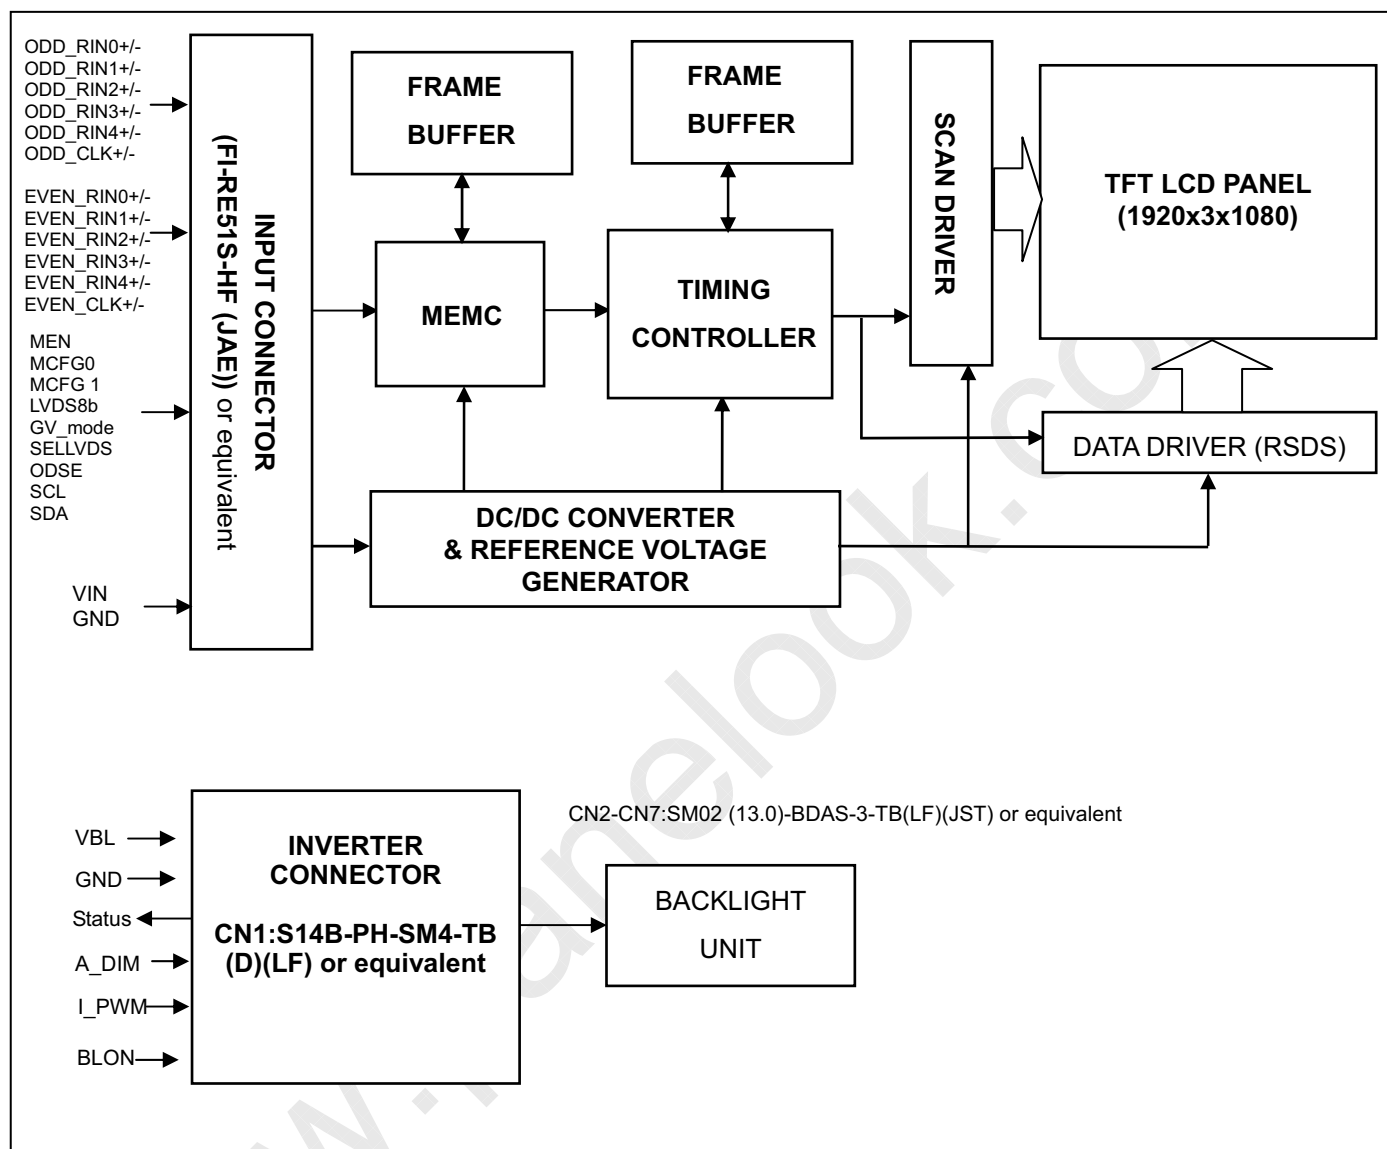 ODD_RIN0+/-
ODD_RIN1+/-
ODD_RIN2+/-
ODD_RIN3+/-
ODD_RIN4+/-
ODD_CLK+/-
EVEN_RIN0+/-
EVEN_RIN1+/-
EVEN_RIN2+/-
EVEN_RIN3+/-
EVEN_RIN4+/-
EVEN_CLK+/-
MEN
MCFG0
MCFG 1
LVDS8b
GV_mode
SELLVDS
ODSE
SCL
SDA
VIN
GND
INPUT CONNECTOR
(FI-RE51S-HF (JAE)) or equivalent
FRAME
BUFFER
FRAME
BUFFER
MEMC
TIMING
CONTROLLER
SCAN DRIVER
TFT LCD PANEL
(1920x3x1080)
DATA DRIVER (RSDS)
DC/DC CONVERTER
& REFERENCE VOLTAGE
GENERATOR
VBL
GND
Status
A_DIM
I_PWM
BLON
INVERTER
CONNECTOR
CN1:S14B-PH-SM4-TB
(D)(LF) or equivalent
CN2-CN7:SM02 (13.0)-BDAS-3-TB(LF)(JST) or equivalent
BACKLIGHT
UNIT